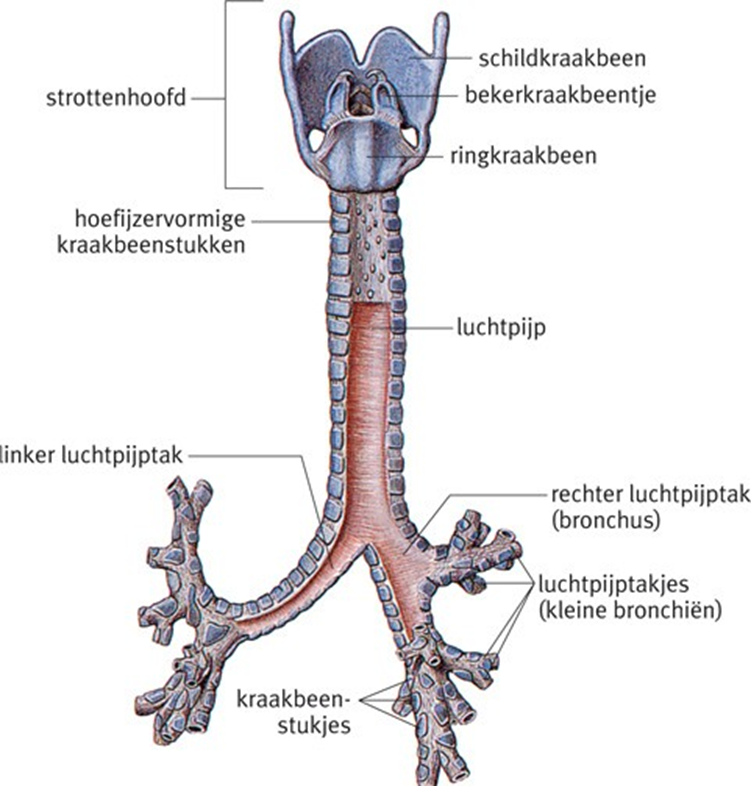 schildkraakbeen
strottenhoofd
bekerkraakbeentje
ringkraakbeen
hoefijzervormige
kraakbeenstukken
luchtpijp
linker luchtpijptak
rechter luchtpijptak
(bronchus)
luchtpijptakjes
(kleine bronchiën)
kraakbeen-
stukjes